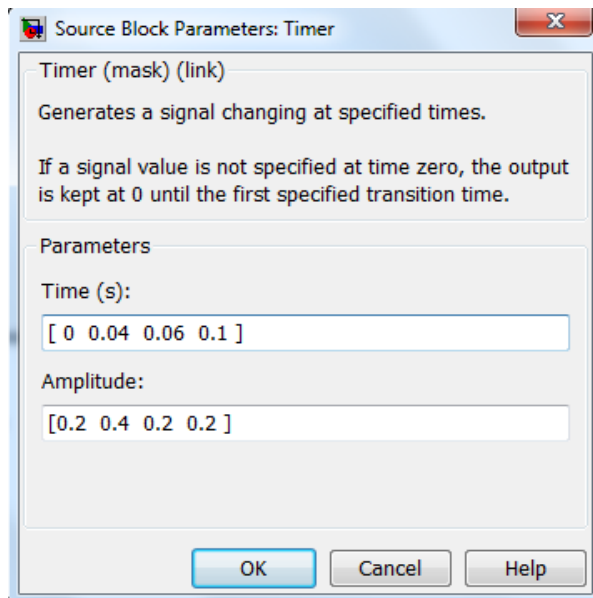 Source Block Parameters: Timer
Timer (mask) (link)
Generates a signal changing at specified times.
If a signal value is not specified at time zero, the output
is kept at 0 until the first specified transition time.
Parameters
Time (s):
[ 0  0.04  0.06  0.1 ]
Amplitude:
[0.2  0.4  0.2  0.2 ]
OK
Cancel
Help